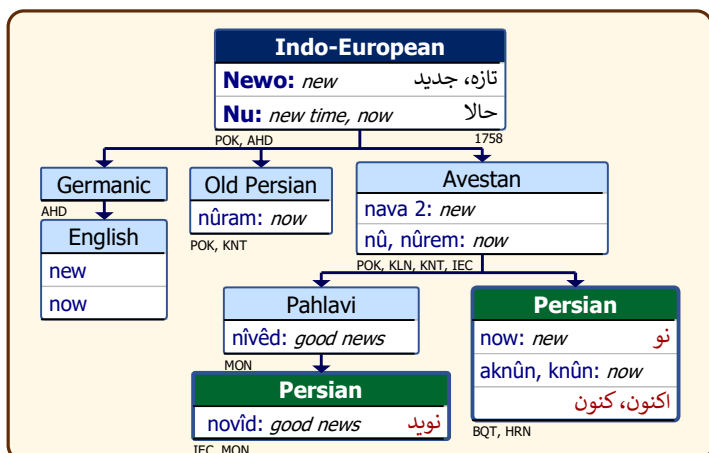 Indo-European
Newo: new تازه، جدید
Nu: new time, now حالا
POK, AHD 1758
Germanic
AHD
English
new
now
Old Persian
nûram: now
POK, KNT
Avestan
nava 2: new
nû, nûrem: now
POK, KLN, KNT, IEC
Pahlavi
nîvêd: good news
MON
Persian
novîd: good news نوید
IEC, MON
Persian
now: new نو
aknûn, knûn: now
اکنون، کنون
BQT, HRN